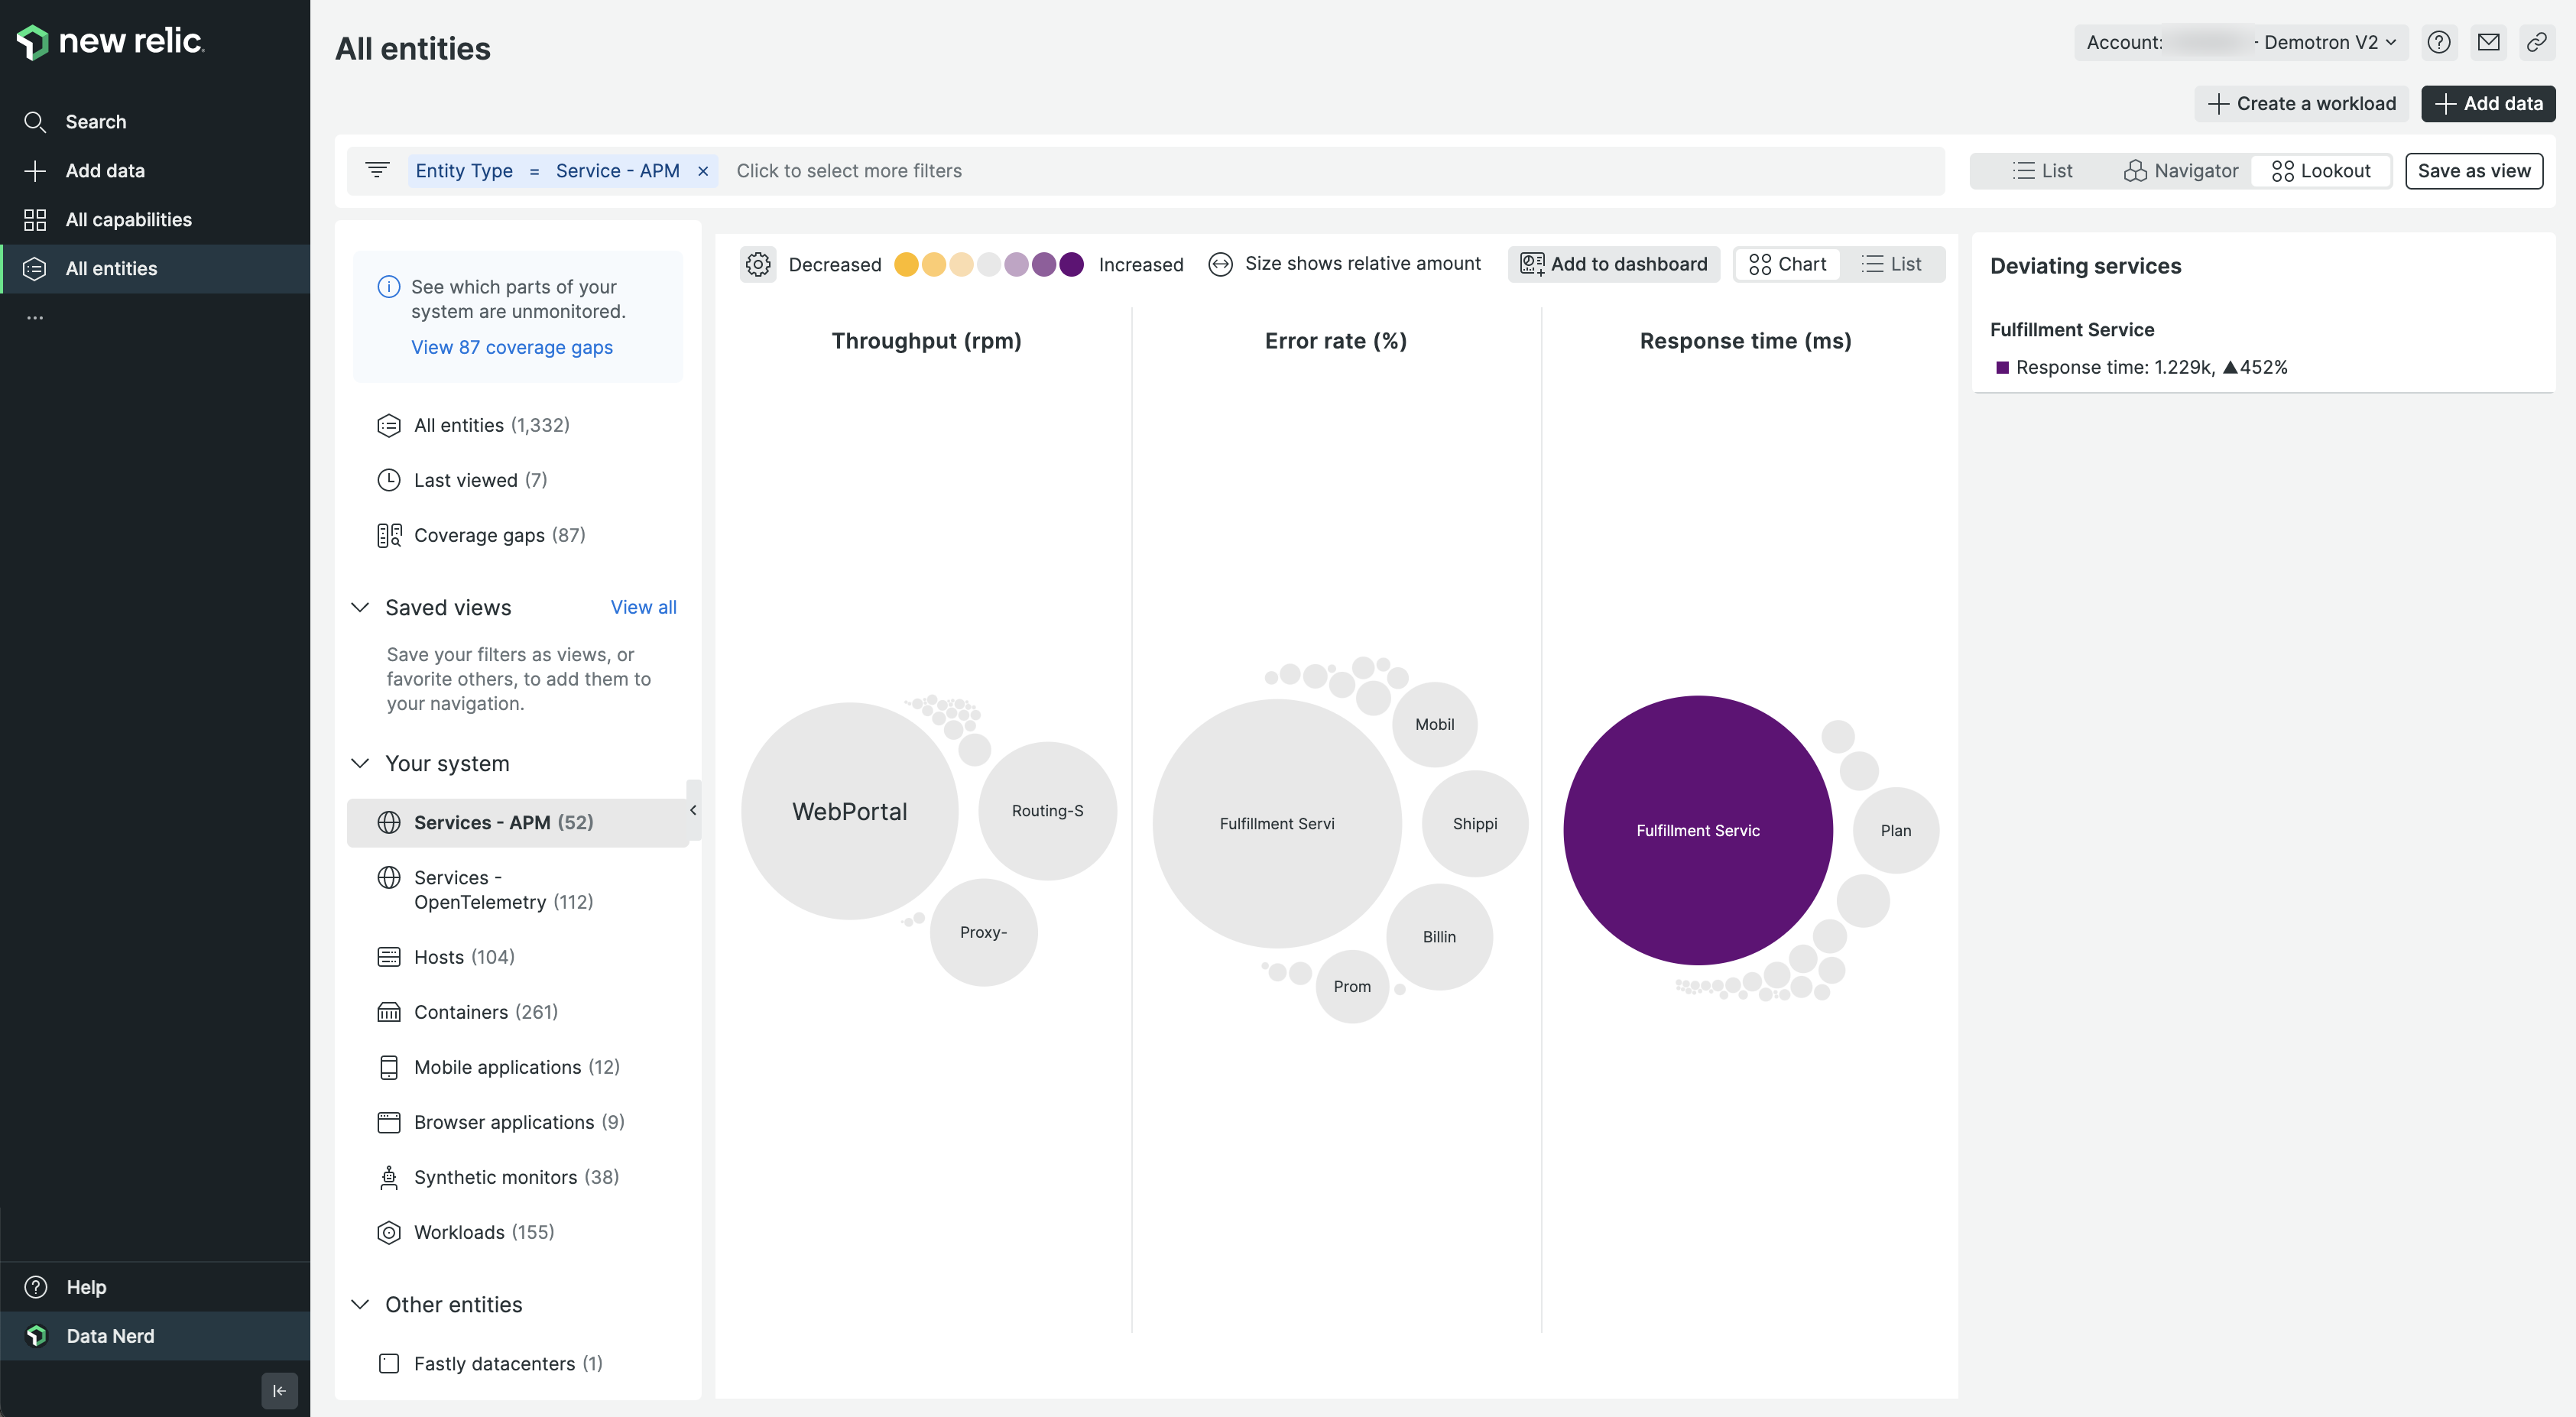 new relic.
Search
Add data
All capabilities
All entities
...
Help
Data Nerd
All entities
Account: - Demotron V2
Create a workload
Add data
Entity Type = Service - APM ×
Click to select more filters
List
Navigator
Lookout
Save as view
See which parts of your
system are unmonitored.
View 87 coverage gaps
All entities (1,332)
Last viewed (7)
Coverage gaps (87)
Saved views
View all
Save your filters as views, or
favorite others, to add them to
your navigation.
Your system
Services - APM (52)
Services -
OpenTelemetry (112)
Hosts (104)
Containers (261)
Mobile applications (12)
Browser applications (9)
Synthetic monitors (38)
Workloads (155)
Other entities
Fastly datacenters (1)
Decreased
Increased
Size shows relative amount
Add to dashboard
Chart
List
Throughput (rpm)
WebPortal
Routing-S
Proxy-
Error rate (%)
Mobil
Fulfillment Servi
Shippi
Billin
Prom
Response time (ms)
Fulfillment Servic
Plan
Deviating services
Fulfillment Service
Response time: 1.229k, ▲452%